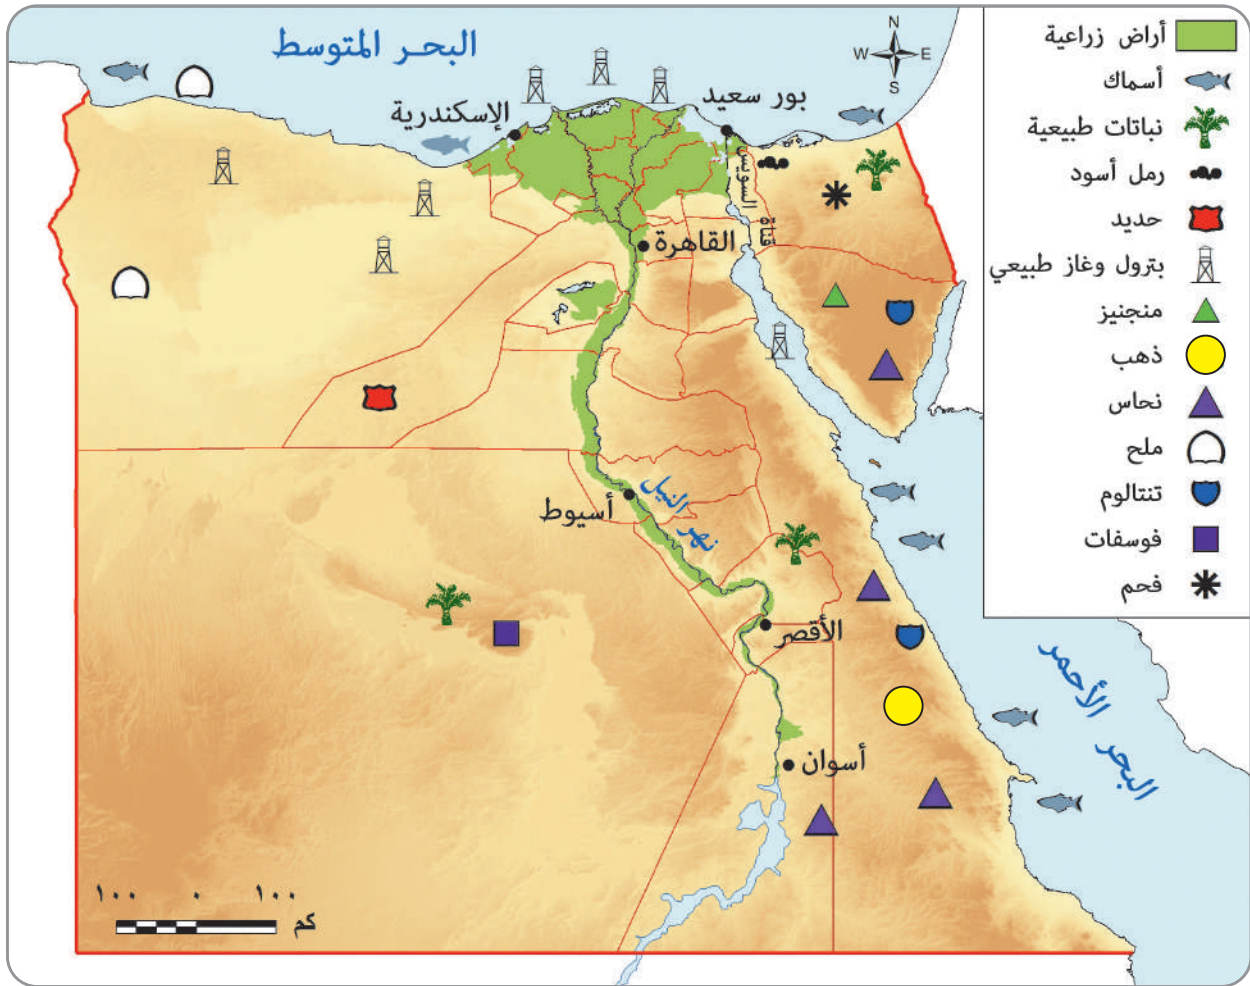 البحر المتوسط
N
W E
S
الإسكندرية
بور سعيد
قناة السويس
القاهرة
أسيوط
نهر النيل
الأقصر
أسوان
البحر الأحمر
١٠٠ ٠ ١٠٠
كم
أراض زراعية
أسماك
نباتات طبيعية
رمل أسود
حديد
بترول وغاز طبيعي
منجنيز
ذهب
نحاس
ملح
تنتالوم
فوسفات
فحم